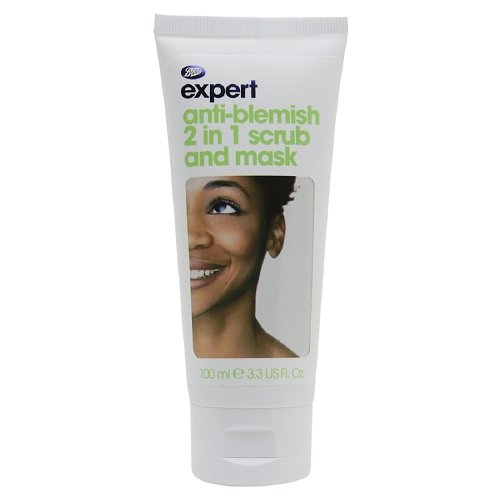 Boots
expert
anti-blemish
2 in 1 scrub
and mask
100 ml e 3.3 US Fl. Oz.